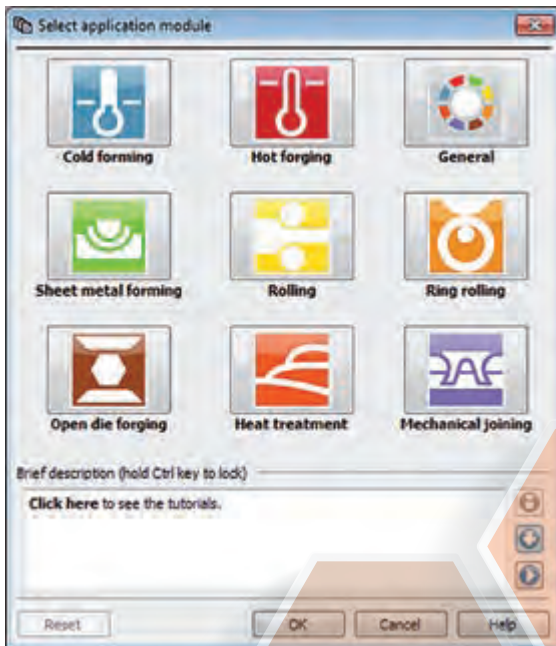 Select application module
Cold forming Hot forging General
Sheet metal forming Rolling Ring rolling
Open die forging Heat treatment Mechanical joining
Brief description (hold Ctrl key to lock)
Click here to see the tutorials.
Reset OK Cancel Help